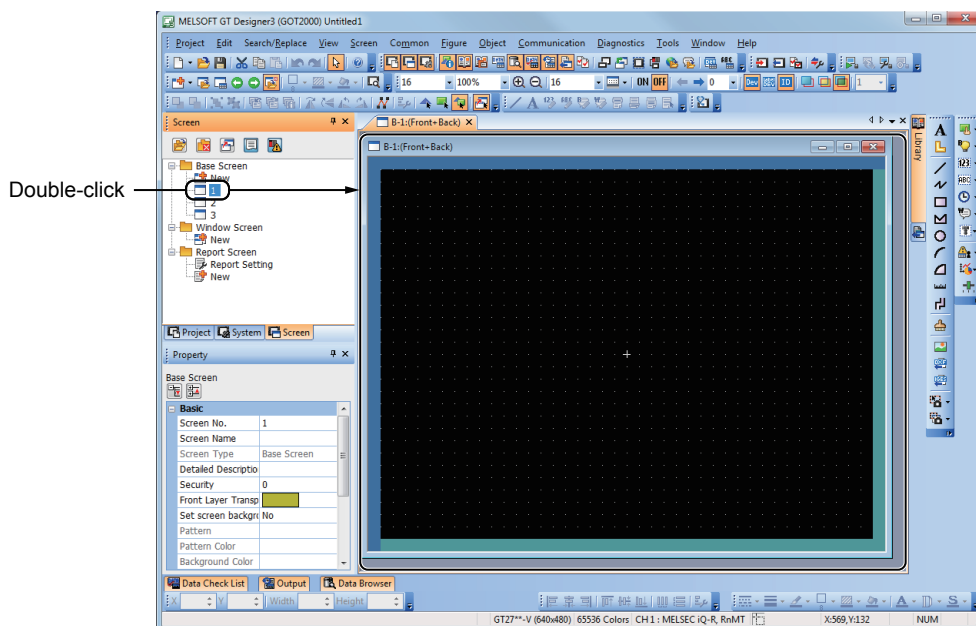 MELSOFT GT Designer3 (GOT2000) Untitled1
Project Edit Search/Replace View Screen Common Figure Object Communication Diagnostics Tools Window Help
16 100% 16 ON OFF 0 Dev ID 1
Screen
B-1:(Front+Back)
B-1:(Front+Back)
Library
Base Screen
New
Double-click
1
2
3
Window Screen
New
Report Screen
Report Setting
New
Project System Screen
Property
Base Screen
Basic
Screen No. 1
Screen Name
Screen Type Base Screen
Detailed Descriptio
Security 0
Front Layer Transp
Set screen backgr No
Pattern
Pattern Color
Background Color
Data Check List Output Data Browser
X Y Width Height
GT27**-V (640x480) 65536 Colors CH1 : MELSEC iQ-R, RnMT X:569,Y:132 NUM